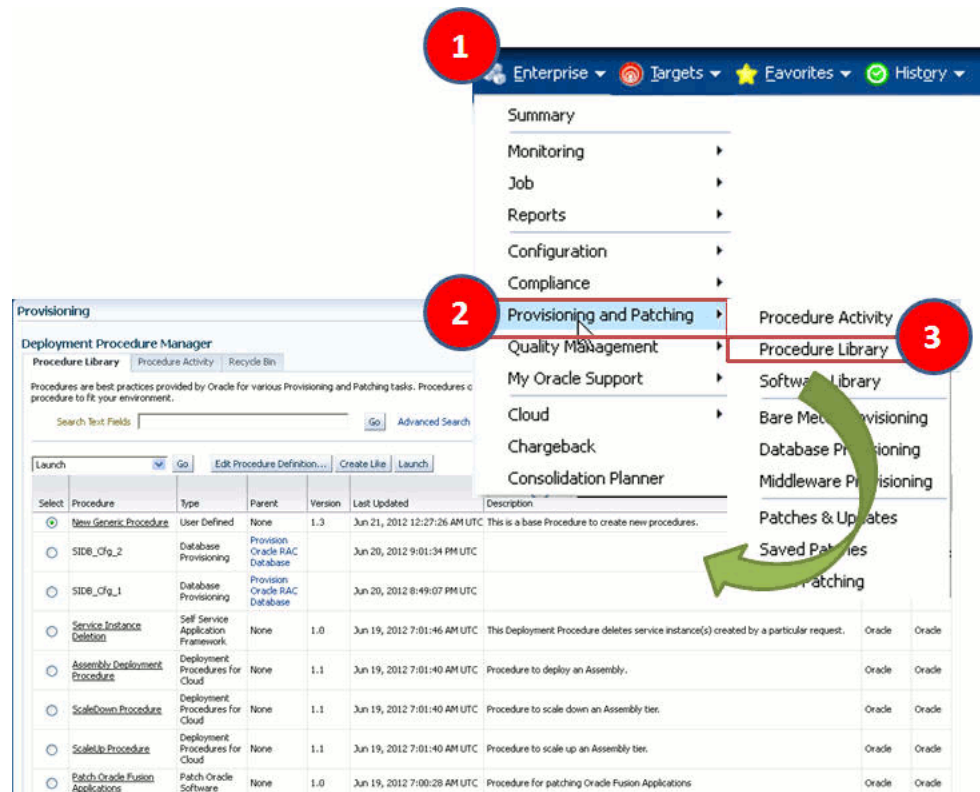 1
Enterprise Targets Favorites History
Summary
Monitoring
Job
Reports
Configuration
Compliance
2
Provisioning and Patching
Procedure Activity
3
Quality Management
Procedure Library
My Oracle Support
Software Library
Cloud
Bare Metal Provisioning
Chargeback
Database Provisioning
Consolidation Planner
Middleware Provisioning
Patches & Updates
Saved Patches
Patching
Provisioning
Deployment Procedure Manager
Procedure Library Procedure Activity Recycle Bin
Procedures are best practices provided by Oracle for various Provisioning and Patching tasks. Procedures c
procedure to fit your environment.
Search Text Fields Go Advanced Search
Launch Go Edit Procedure Definition... Create Like Launch
Select Procedure Type Parent Version Last Updated Description
New Generic Procedure User Defined None 1.3 Jun 21, 2012 12:27:26 AM UTC This is a base Procedure to create new procedures.
SIDB_Cfg_2 Database Provisioning Provision Oracle RAC Database Jun 20, 2012 9:01:34 PM UTC
SIDB_Cfg_1 Database Provisioning Provision Oracle RAC Database Jun 20, 2012 8:49:07 PM UTC
Service Instance Deletion Self Service Application Framework None 1.0 Jun 19, 2012 7:01:46 AM UTC This Deployment Procedure deletes service instance(s) created by a particular request. Oracle Oracle
Assembly Deployment Procedure Deployment Procedures for Cloud None 1.1 Jun 19, 2012 7:01:40 AM UTC Procedure to deploy an Assembly. Oracle Oracle
ScaleDown Procedure Deployment Procedures for Cloud None 1.1 Jun 19, 2012 7:01:40 AM UTC Procedure to scale down an Assembly tier. Oracle Oracle
ScaleUp Procedure Deployment Procedures for Cloud None 1.1 Jun 19, 2012 7:01:40 AM UTC Procedure to scale up an Assembly tier. Oracle Oracle
Patch Oracle Fusion Applications Patch Oracle Software None 1.0 Jun 19, 2012 7:00:28 AM UTC Procedure for patching Oracle Fusion Applications Oracle Oracle